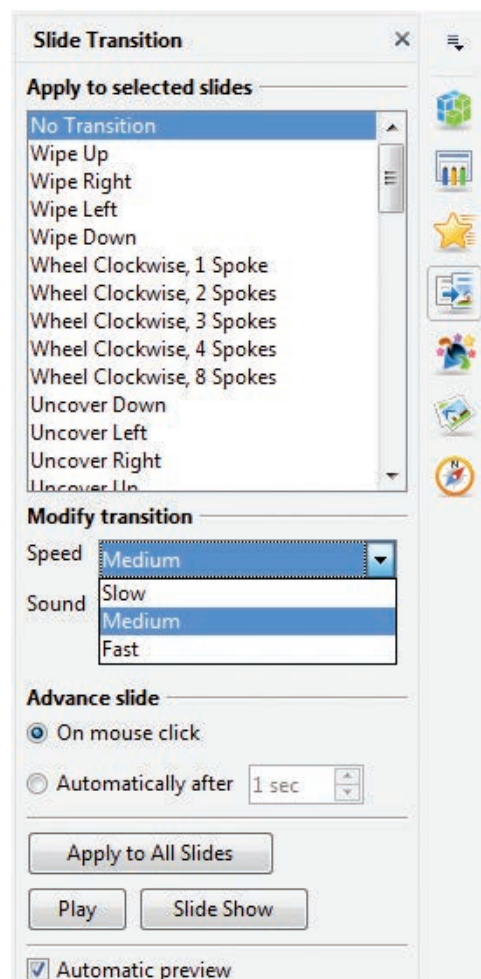 Slide Transition
Apply to selected slides
No Transition
Wipe Up
Wipe Right
Wipe Left
Wipe Down
Wheel Clockwise, 1 Spoke
Wheel Clockwise, 2 Spokes
Wheel Clockwise, 3 Spokes
Wheel Clockwise, 4 Spokes
Wheel Clockwise, 8 Spokes
Uncover Down
Uncover Left
Uncover Right
Uncover Up
Modify transition
Speed Medium
Slow
Sound
Medium
Fast
Advance slide
On mouse click
Automatically after 1 sec
Apply to All Slides
Play Slide Show
Automatic preview
N